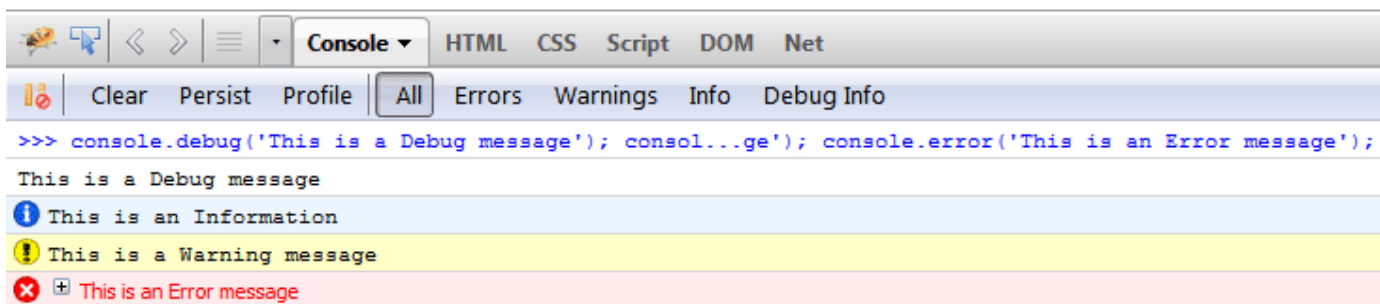 Console HTML CSS Script DOM Net
Clear Persist Profile All Errors Warnings Info Debug Info
>>> console.debug('This is a Debug message'); consol...ge'); console.error('This is an Error message');
This is a Debug message
This is an Information
This is a Warning message
This is an Error message